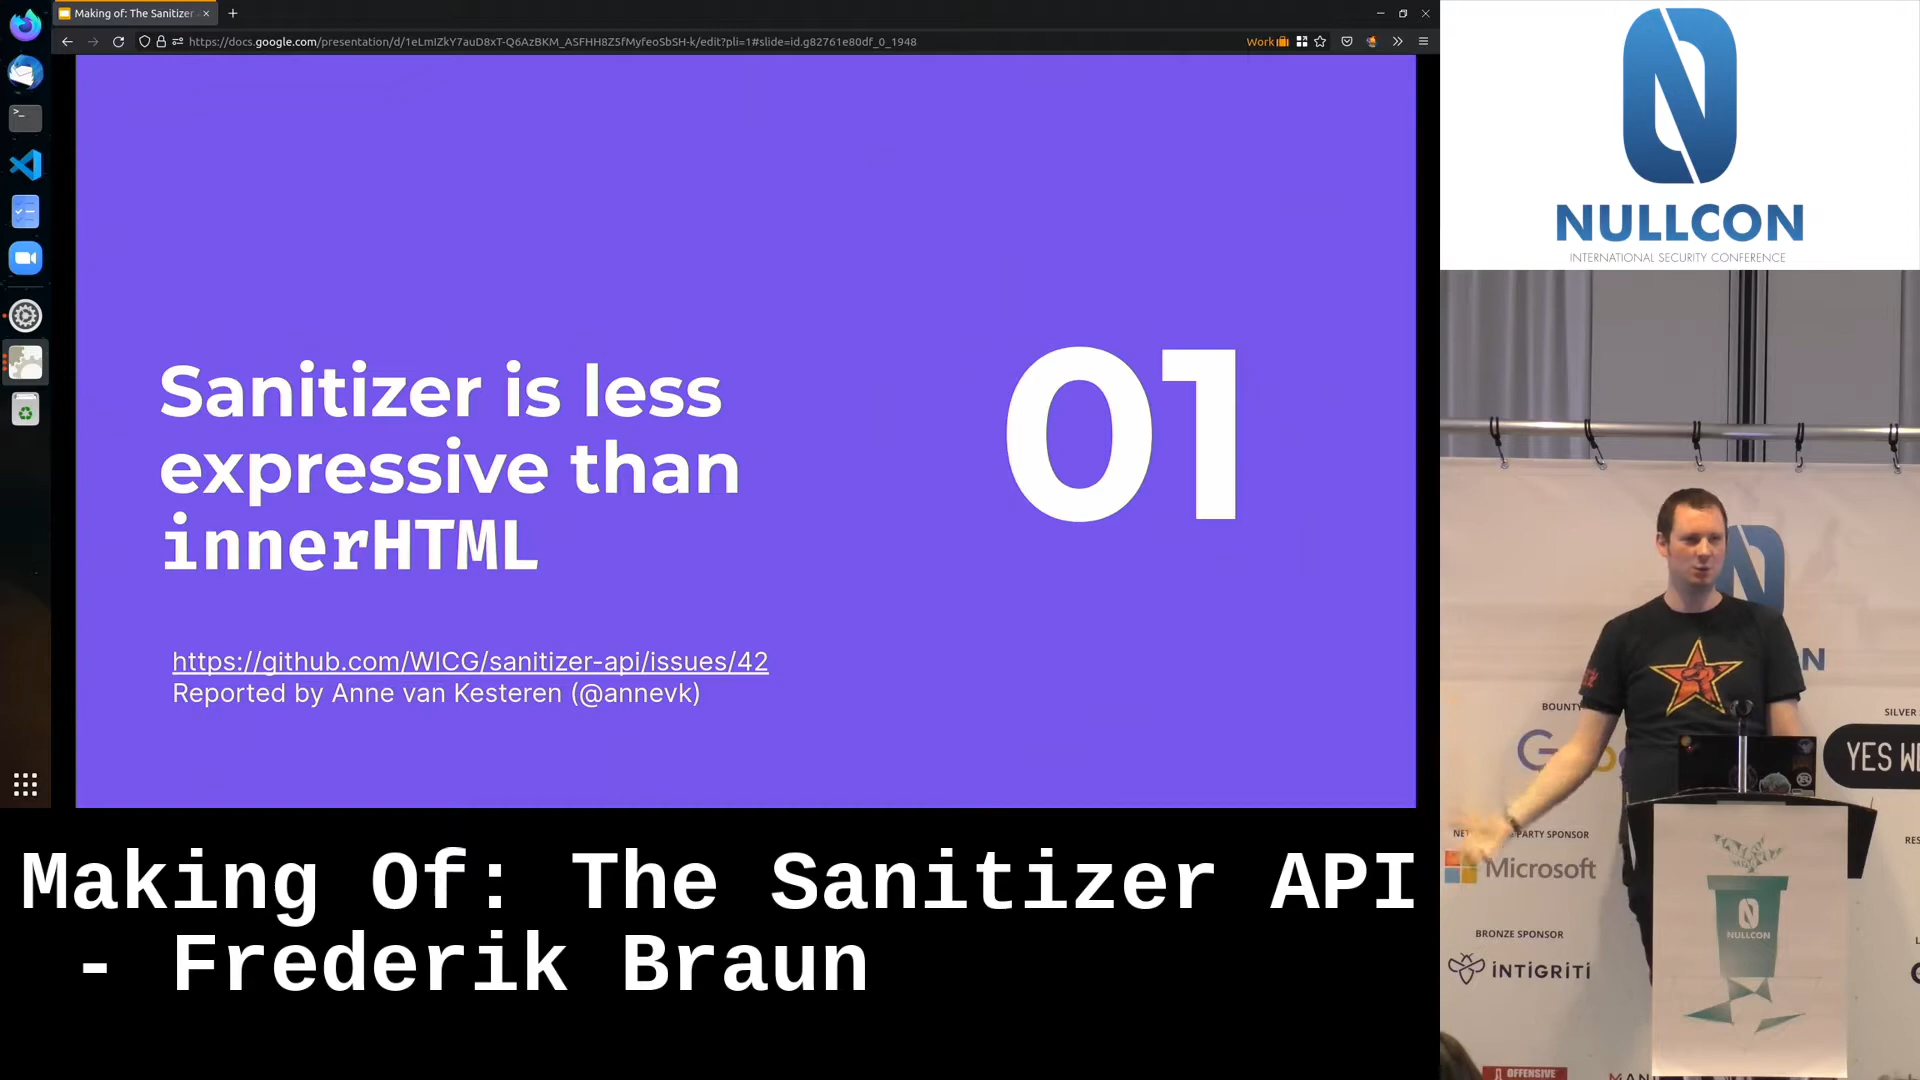 Making of: The Sanitizer
https://docs.google.com/presentation/d/1eLmIZkY7auD8xT-Q6AzBKM_ASFHH8Z5fMyfeoSbSH-k/edit?pli=1#slide=id.g82761e80df_0_1948
Work
Sanitizer is less
expressive than
innerHTML
01
https://github.com/WICG/sanitizer-api/issues/42
Reported by Anne van Kesteren (@annevk)
Making Of: The Sanitizer API
- Frederik Braun
NULLCON
INTERNATIONAL SECURITY CONFERENCE
BOUNTY
SILVER
YES WE
PARTY SPONSOR
Microsoft
BRONZE SPONSOR
INTIGRITI
NULLCON
OFFENSIVE